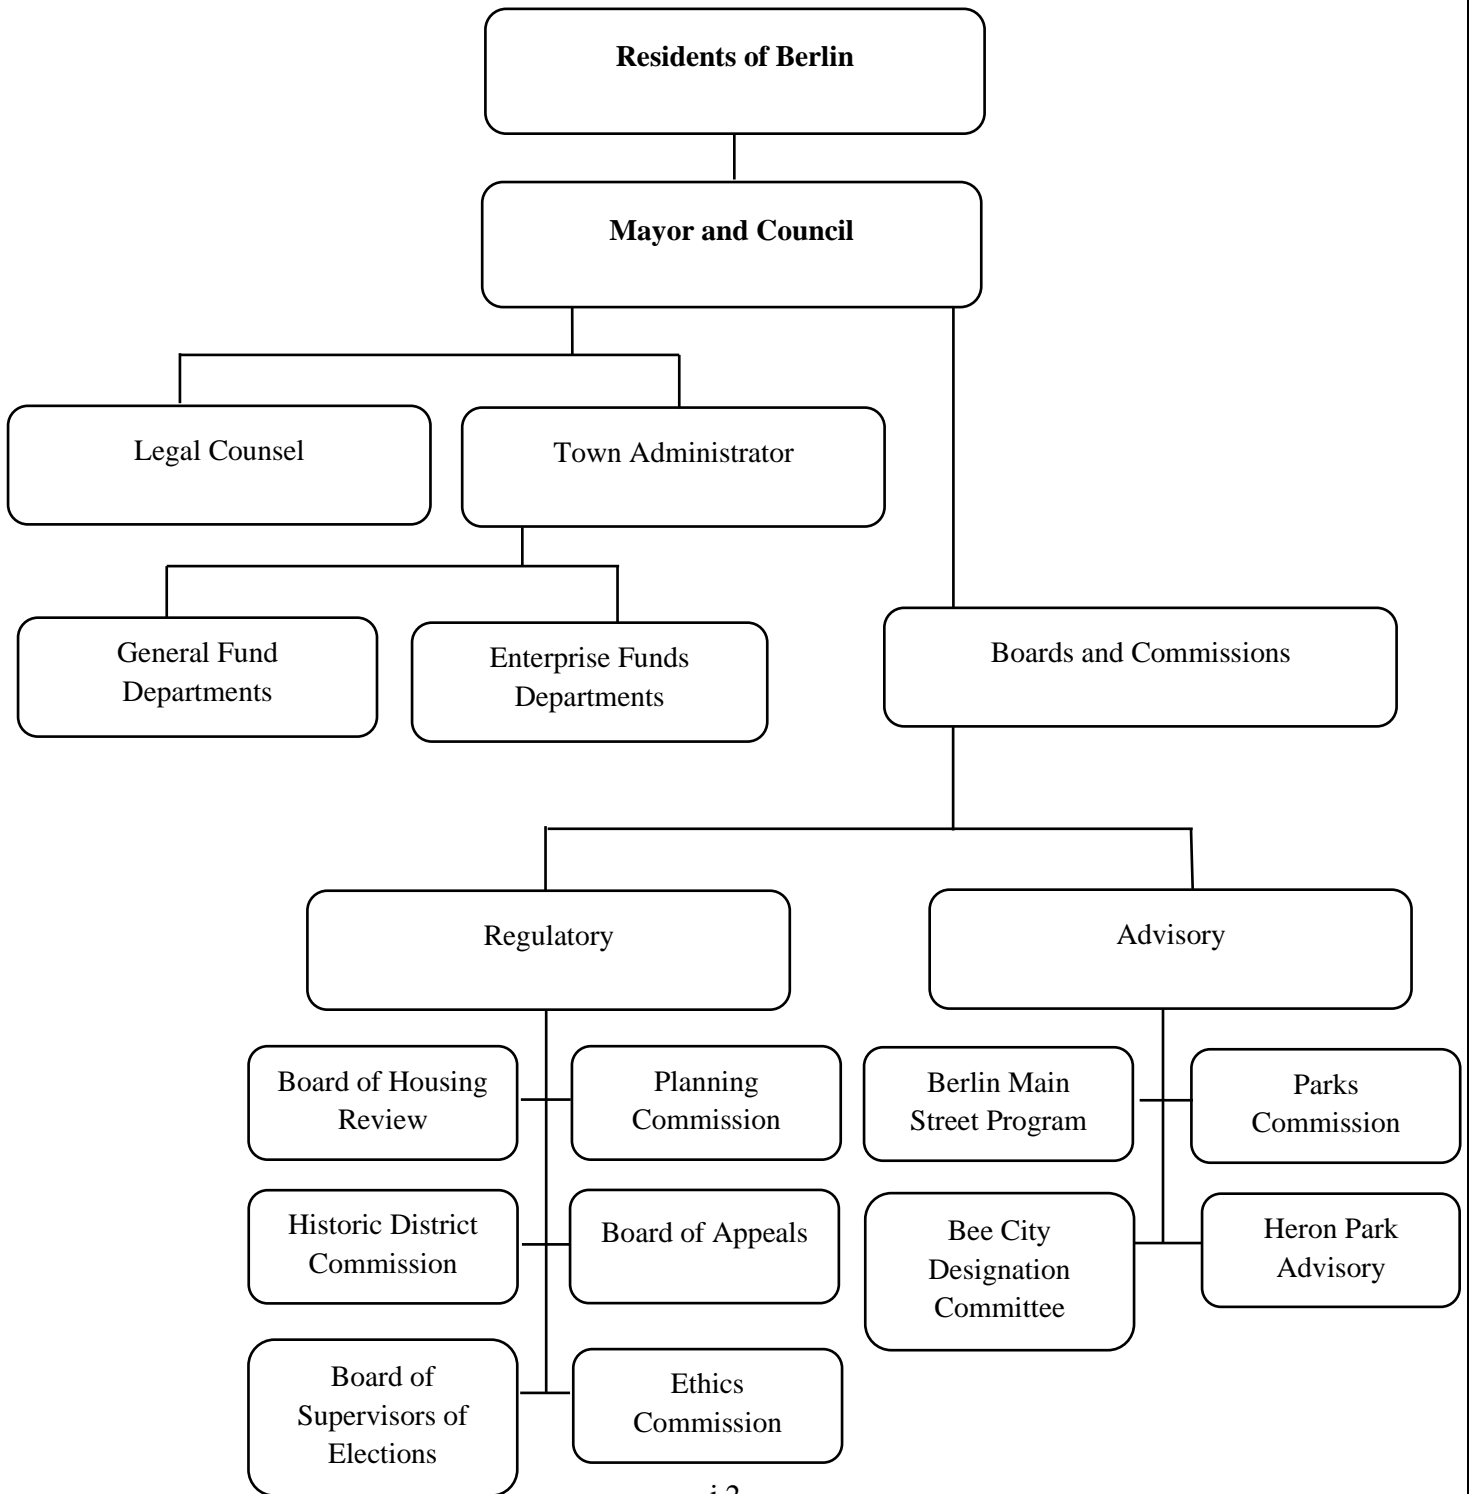 Residents of Berlin
Mayor and Council
Legal Counsel
Town Administrator
General Fund
Departments
Enterprise Funds
Departments
Boards and Commissions
Regulatory
Advisory
Board of Housing
Review
Planning
Commission
Berlin Main
Street Program
Parks
Commission
Historic District
Commission
Board of Appeals
Bee City
Designation
Committee
Heron Park
Advisory
Board of
Supervisors of
Elections
Ethics
Commission